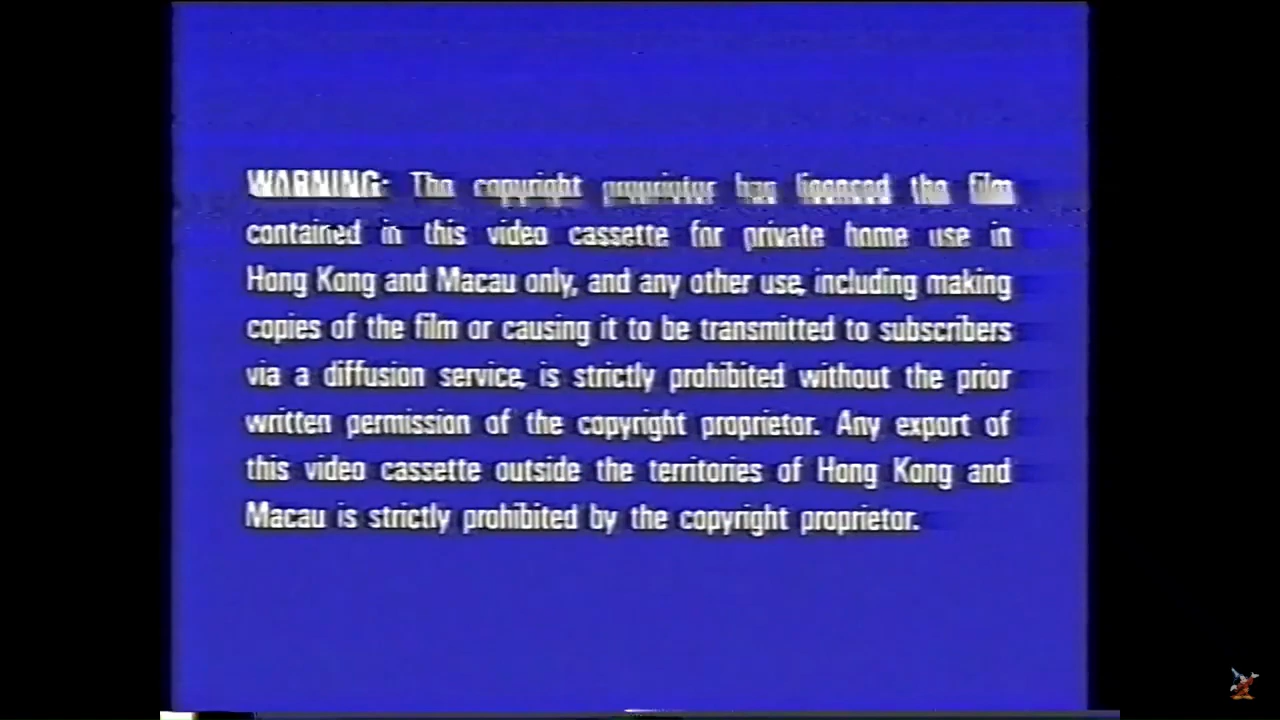 WARNING: The copyright proprietor has licenced the film
contained in this video cassette for private home use in
Hong Kong and Macau only, and any other use, including making
copies of the film or causing it to be transmitted to subscribers
via a diffusion service, is strictly prohibited without the prior
written permission of the copyright proprietor. Any export of
this video cassette outside the territories of Hong Kong and
Macau is strictly prohibited by the copyright proprietor.